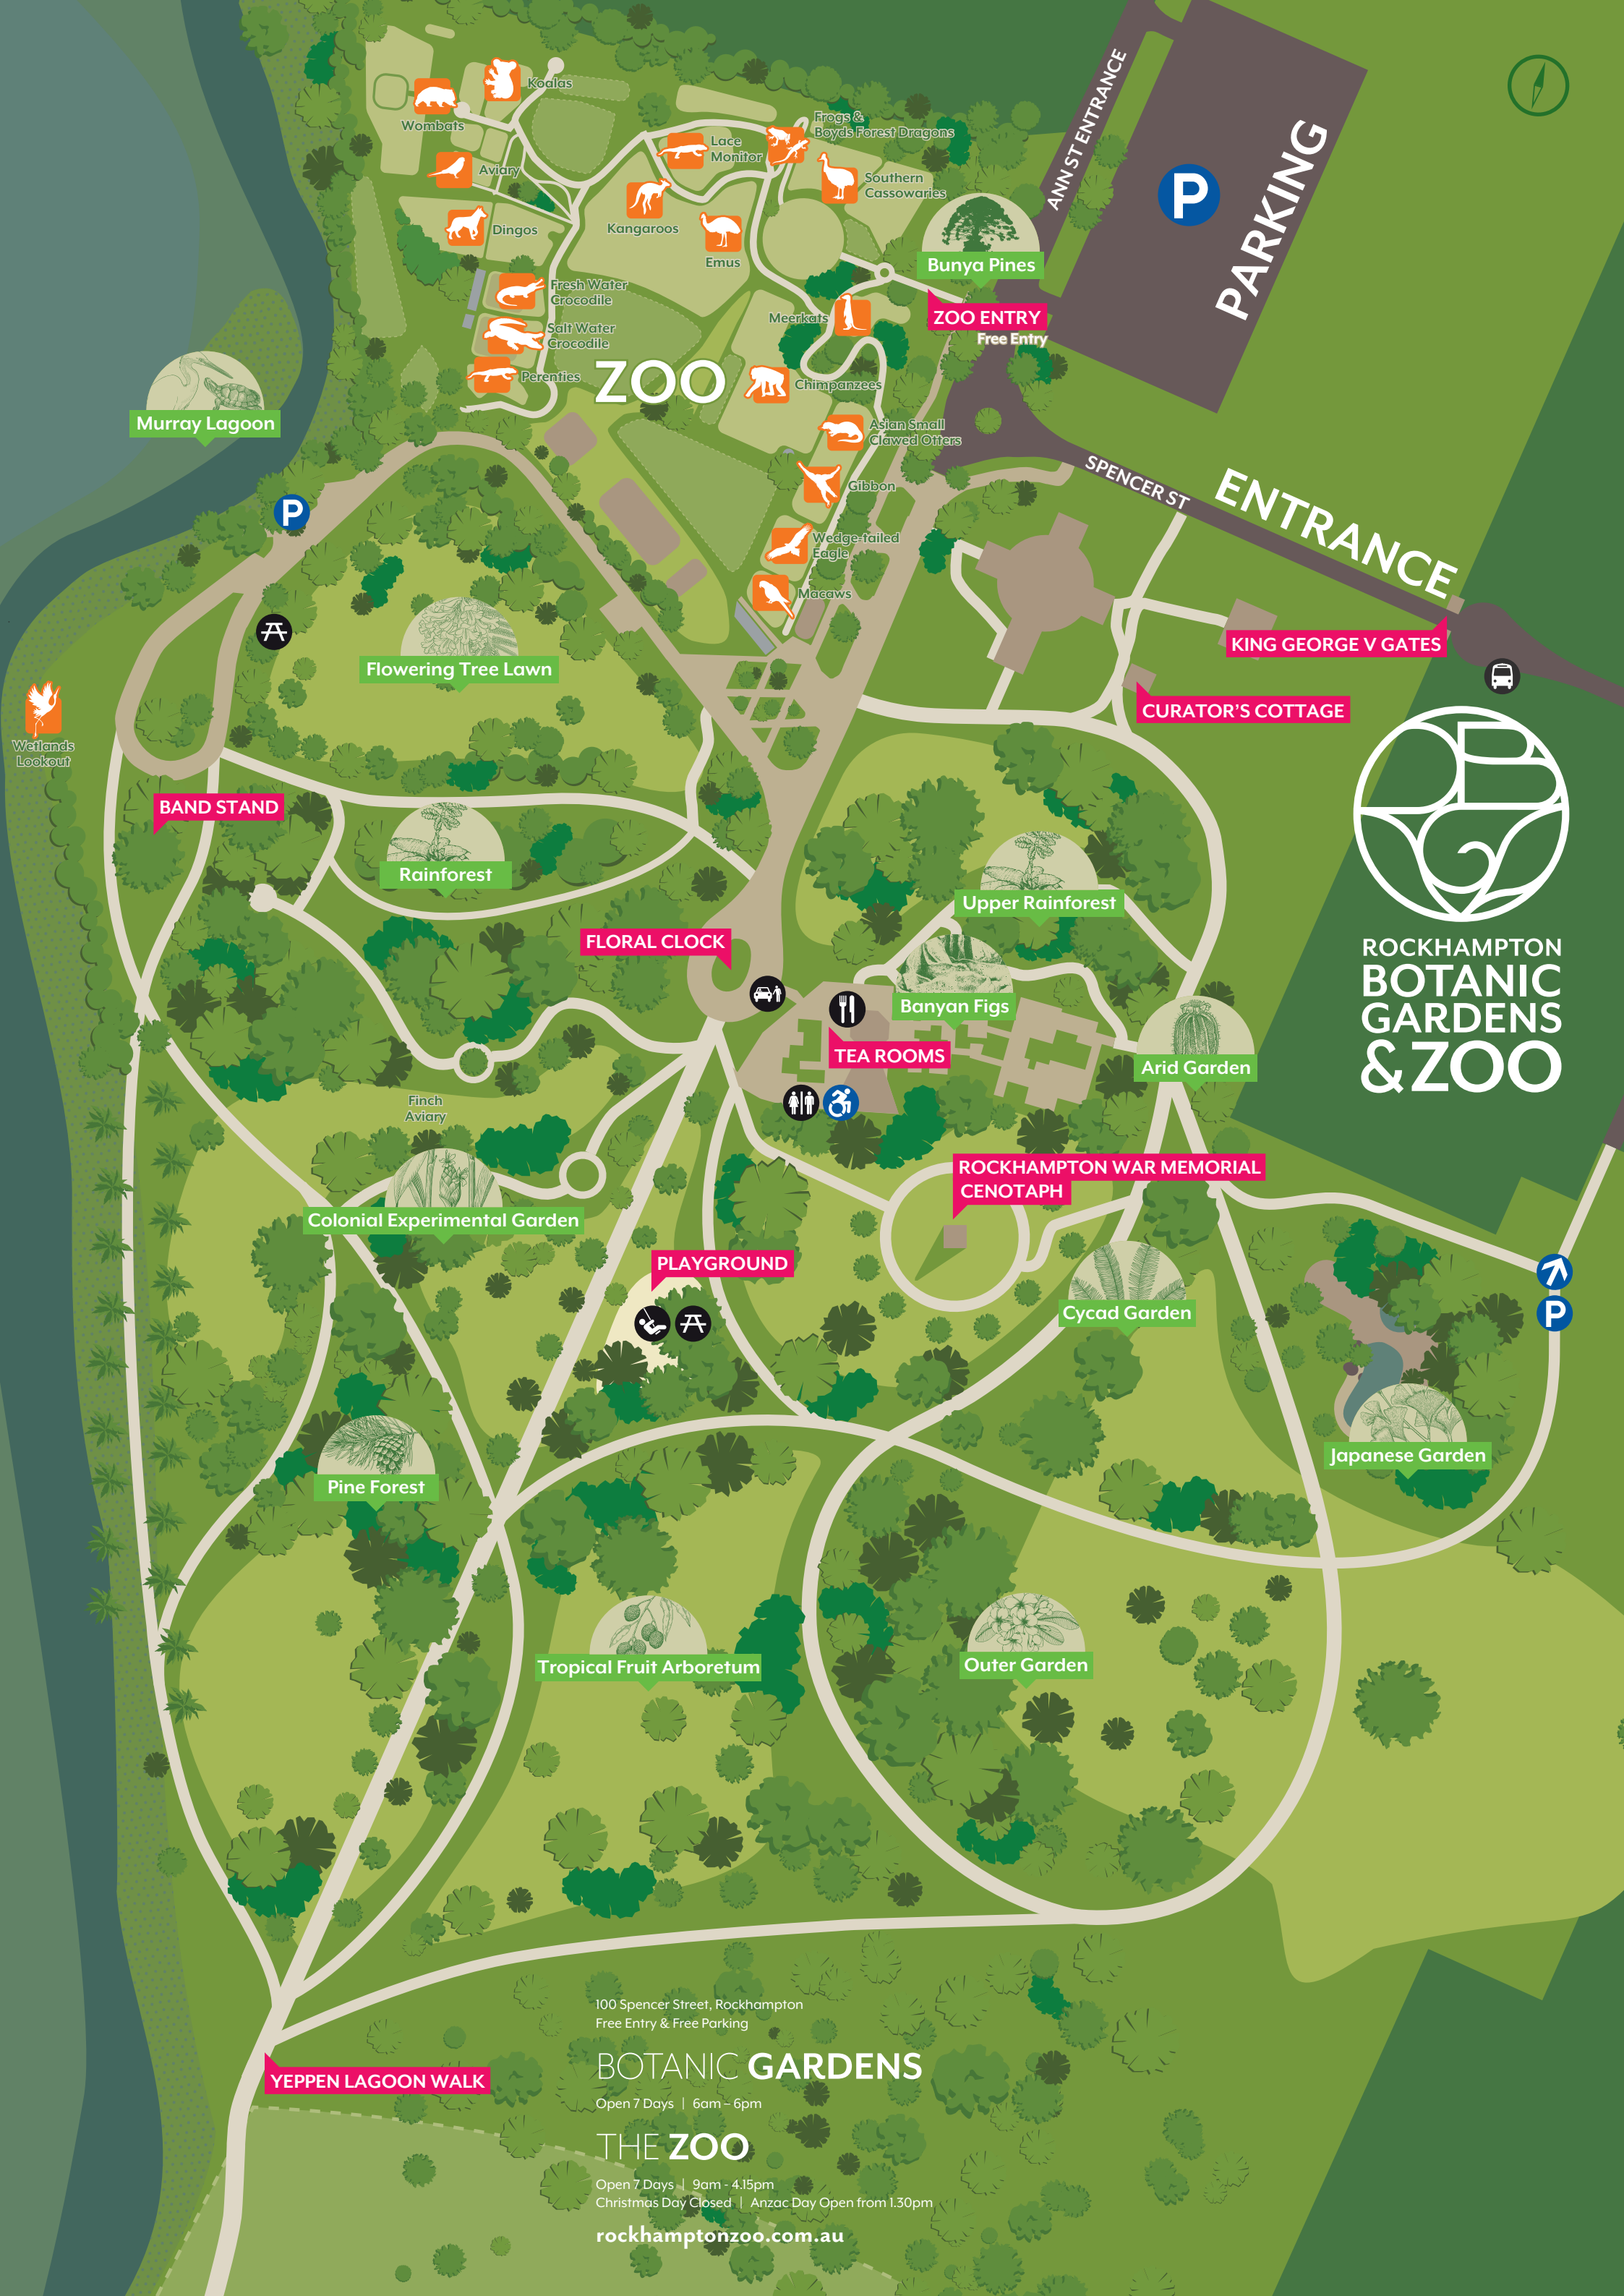 ANN ST ENTRANCE
PARKING
P
Koalas
Wombats
Aviary
Dingos
Lace
Monitor
Frogs &
Boyds Forest Dragons
Southern
Cassowaries
Kangaroos
Emus
Bunya Pines
ZOO ENTRY
Free Entry
Fresh Water
Crocodile
Salt Water
Crocodile
Perenties
Meerkats
ZOO
Chimpanzees
Asian Small
Clawed Otters
Gibbon
Wedge-tailed
Eagle
Macaws
Murray Lagoon
P
SPENCER ST
ENTRANCE
KING GEORGE V GATES
CURATOR'S COTTAGE
Flowering Tree Lawn
Wetlands
Lookout
BAND STAND
Rainforest
Upper Rainforest
FLORAL CLOCK
Banyan Figs
TEA ROOMS
Arid Garden
ROCKHAMPTON
BOTANIC
GARDENS
& ZOO
Finch
Aviary
Colonial Experimental Garden
ROCKHAMPTON WAR MEMORIAL
CENOTAPH
PLAYGROUND
Cycad Garden
P
Japanese Garden
Pine Forest
Tropical Fruit Arboretum
Outer Garden
YEPPEN LAGOON WALK
100 Spencer Street, Rockhampton
Free Entry & Free Parking
BOTANIC GARDENS
Open 7 Days | 6am – 6pm
THE ZOO
Open 7 Days | 9am - 4.15pm
Christmas Day Closed | Anzac Day Open from 1.30pm
rockhamptonzoo.com.au